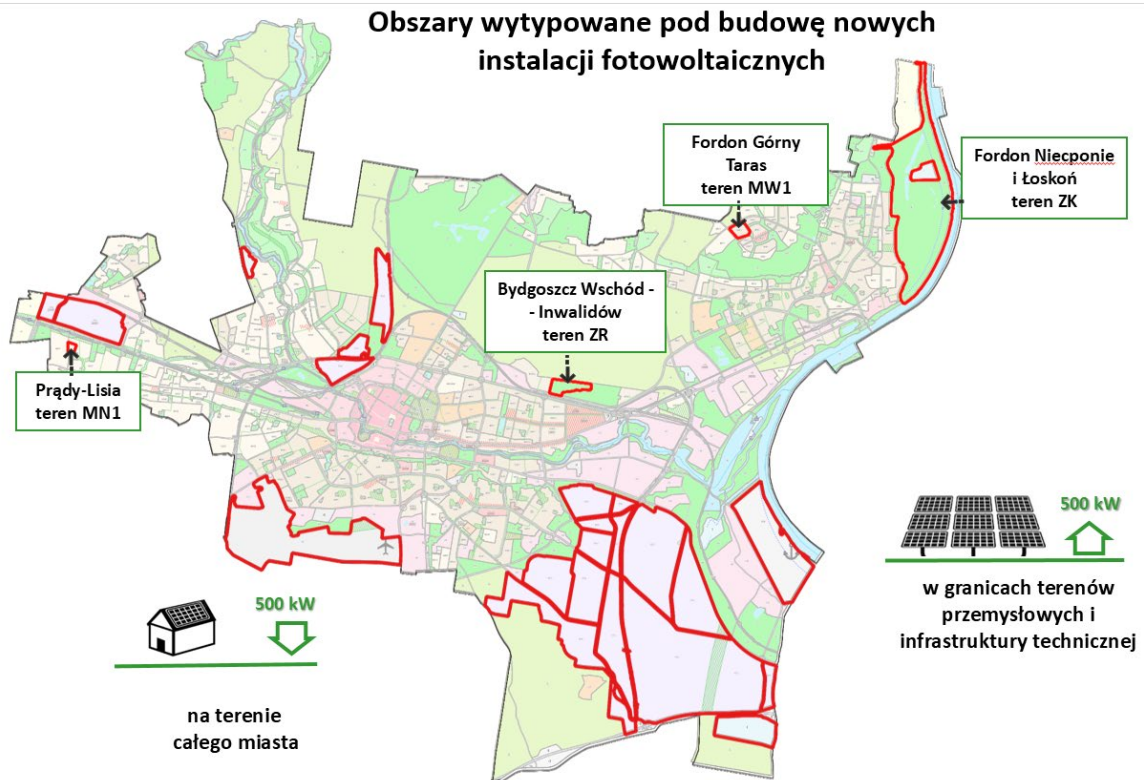 Obszary wytypowane pod budowę nowych
instalacji fotowoltaicznych
Fordon Górny
Taras
teren MW1
Fordon Niecponie
i Łoskoń
teren ZK
Bydgoszcz Wschód -
- Inwalidów
teren ZR
Prądy-Lisia
teren MN1
500 kW
w granicach terenów
przemysłowych i
infrastruktury technicznej
500 kW
na terenie
całego miasta